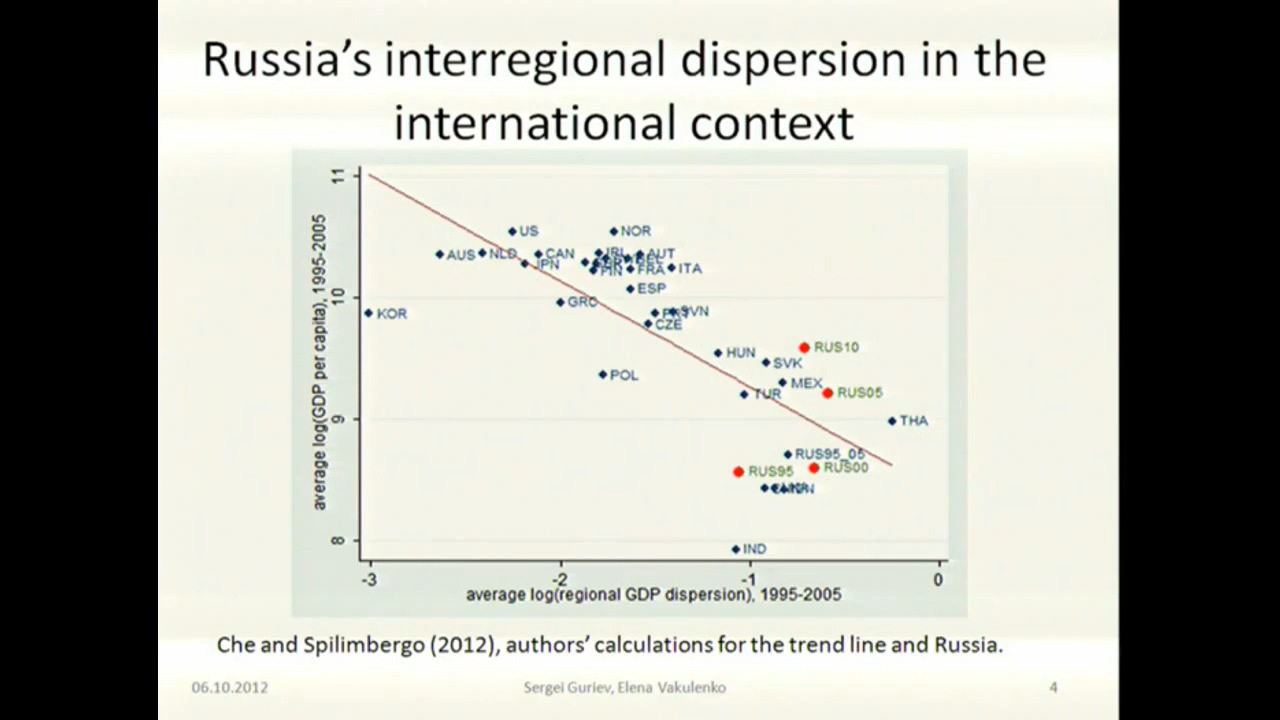 Russia's interregional dispersion in the
international context
average log(GDP per capita), 1995-2005
11
10
9
8
US
NOR
AUS
NLD
CAN
IRL
AUT
JPN
FIN
FRA
ITA
ESP
GRC
SVN
KOR
CZE
HUN
RUS10
SVK
POL
MEX
RUS05
TUR
THA
RUS95_05
RUS95
RUS00
IND
-3
-2
-1
0
average log(regional GDP dispersion), 1995-2005
Che and Spilimbergo (2012), authors' calculations for the trend line and Russia.
06.10.2012
Sergei Guriev, Elena Vakulenko
4